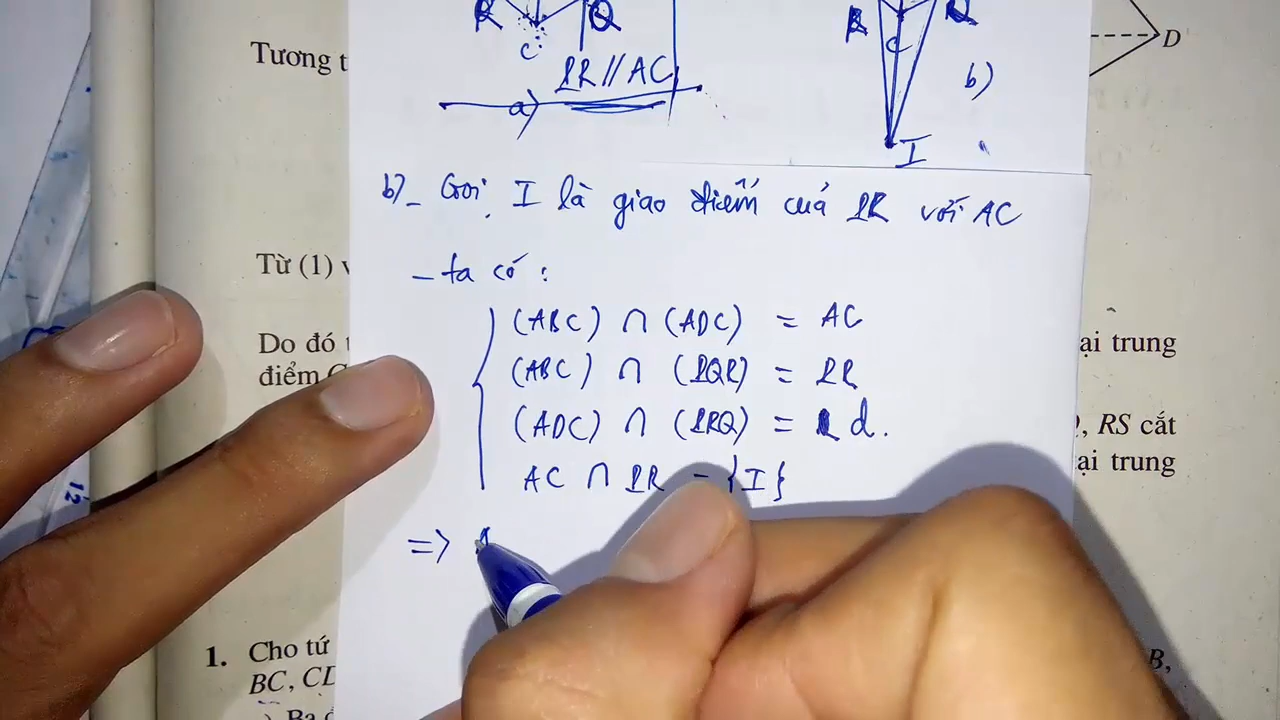 R Q
C
PR // AC
a)
R Q
C
b)
I
D
Tương t
b) - Gọi I là giao điểm của PR với AC
Từ (1) v
- ta có :
(ABC) ∩ (ADC) = AC
Do đó
ại trung
điểm
(ABC) ∩ (PQR) = PR
(ADC) ∩ (PRQ) = d.
, RS cắt
ại trung
AC ∩ PR = {I}
=>
1. Cho tứ
B,
BC, CD